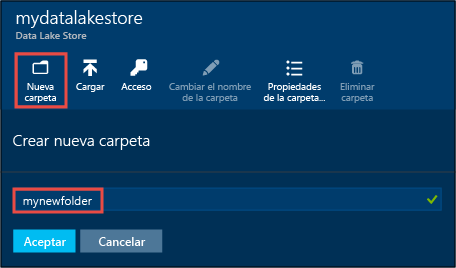 mydatalakestore
Data Lake Store
Nueva
carpeta
Cargar
Acceso
Cambiar el nombre
de la carpeta
Propiedades
de la carpeta...
Eliminar
carpeta
Crear nueva carpeta
mynewfolder
Aceptar
Cancelar